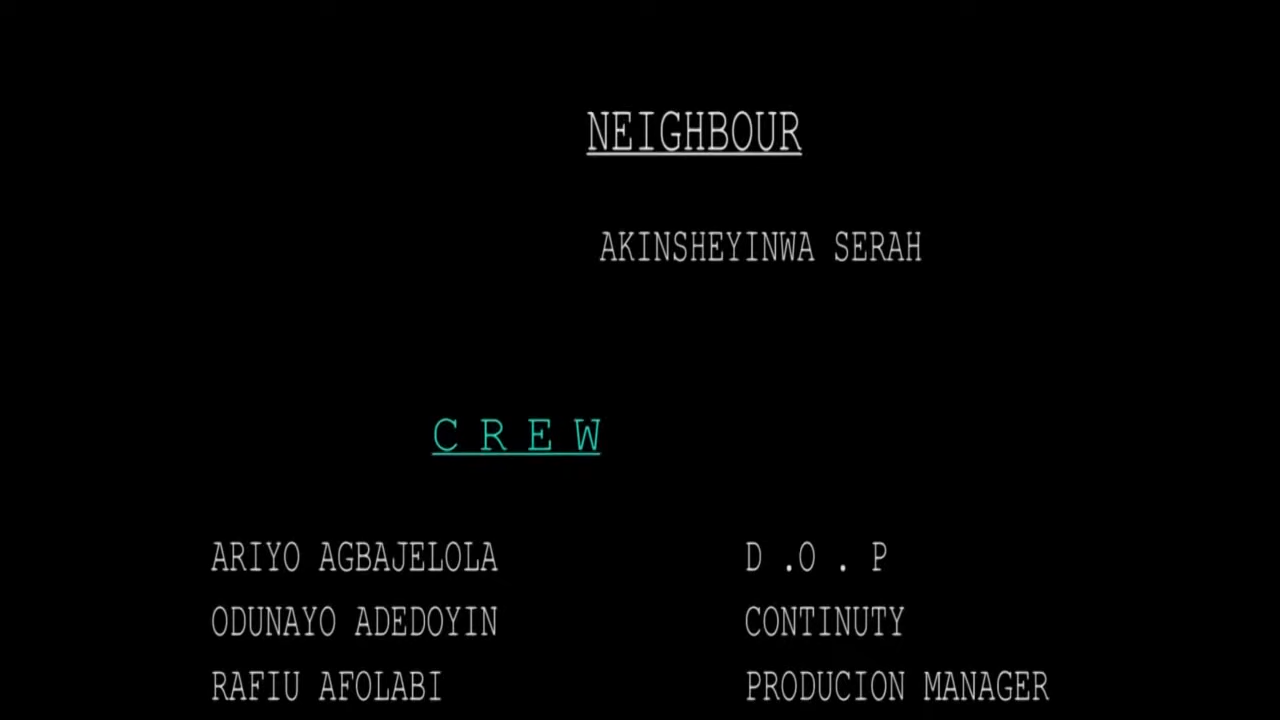 NEIGHBOUR
AKINSHEYINWA SERAH
C R E W
ARIYO AGBAJELOLA D .O . P
ODUNAYO ADEDOYIN CONTINUTY
RAFIU AFOLABI PRODUCION MANAGER